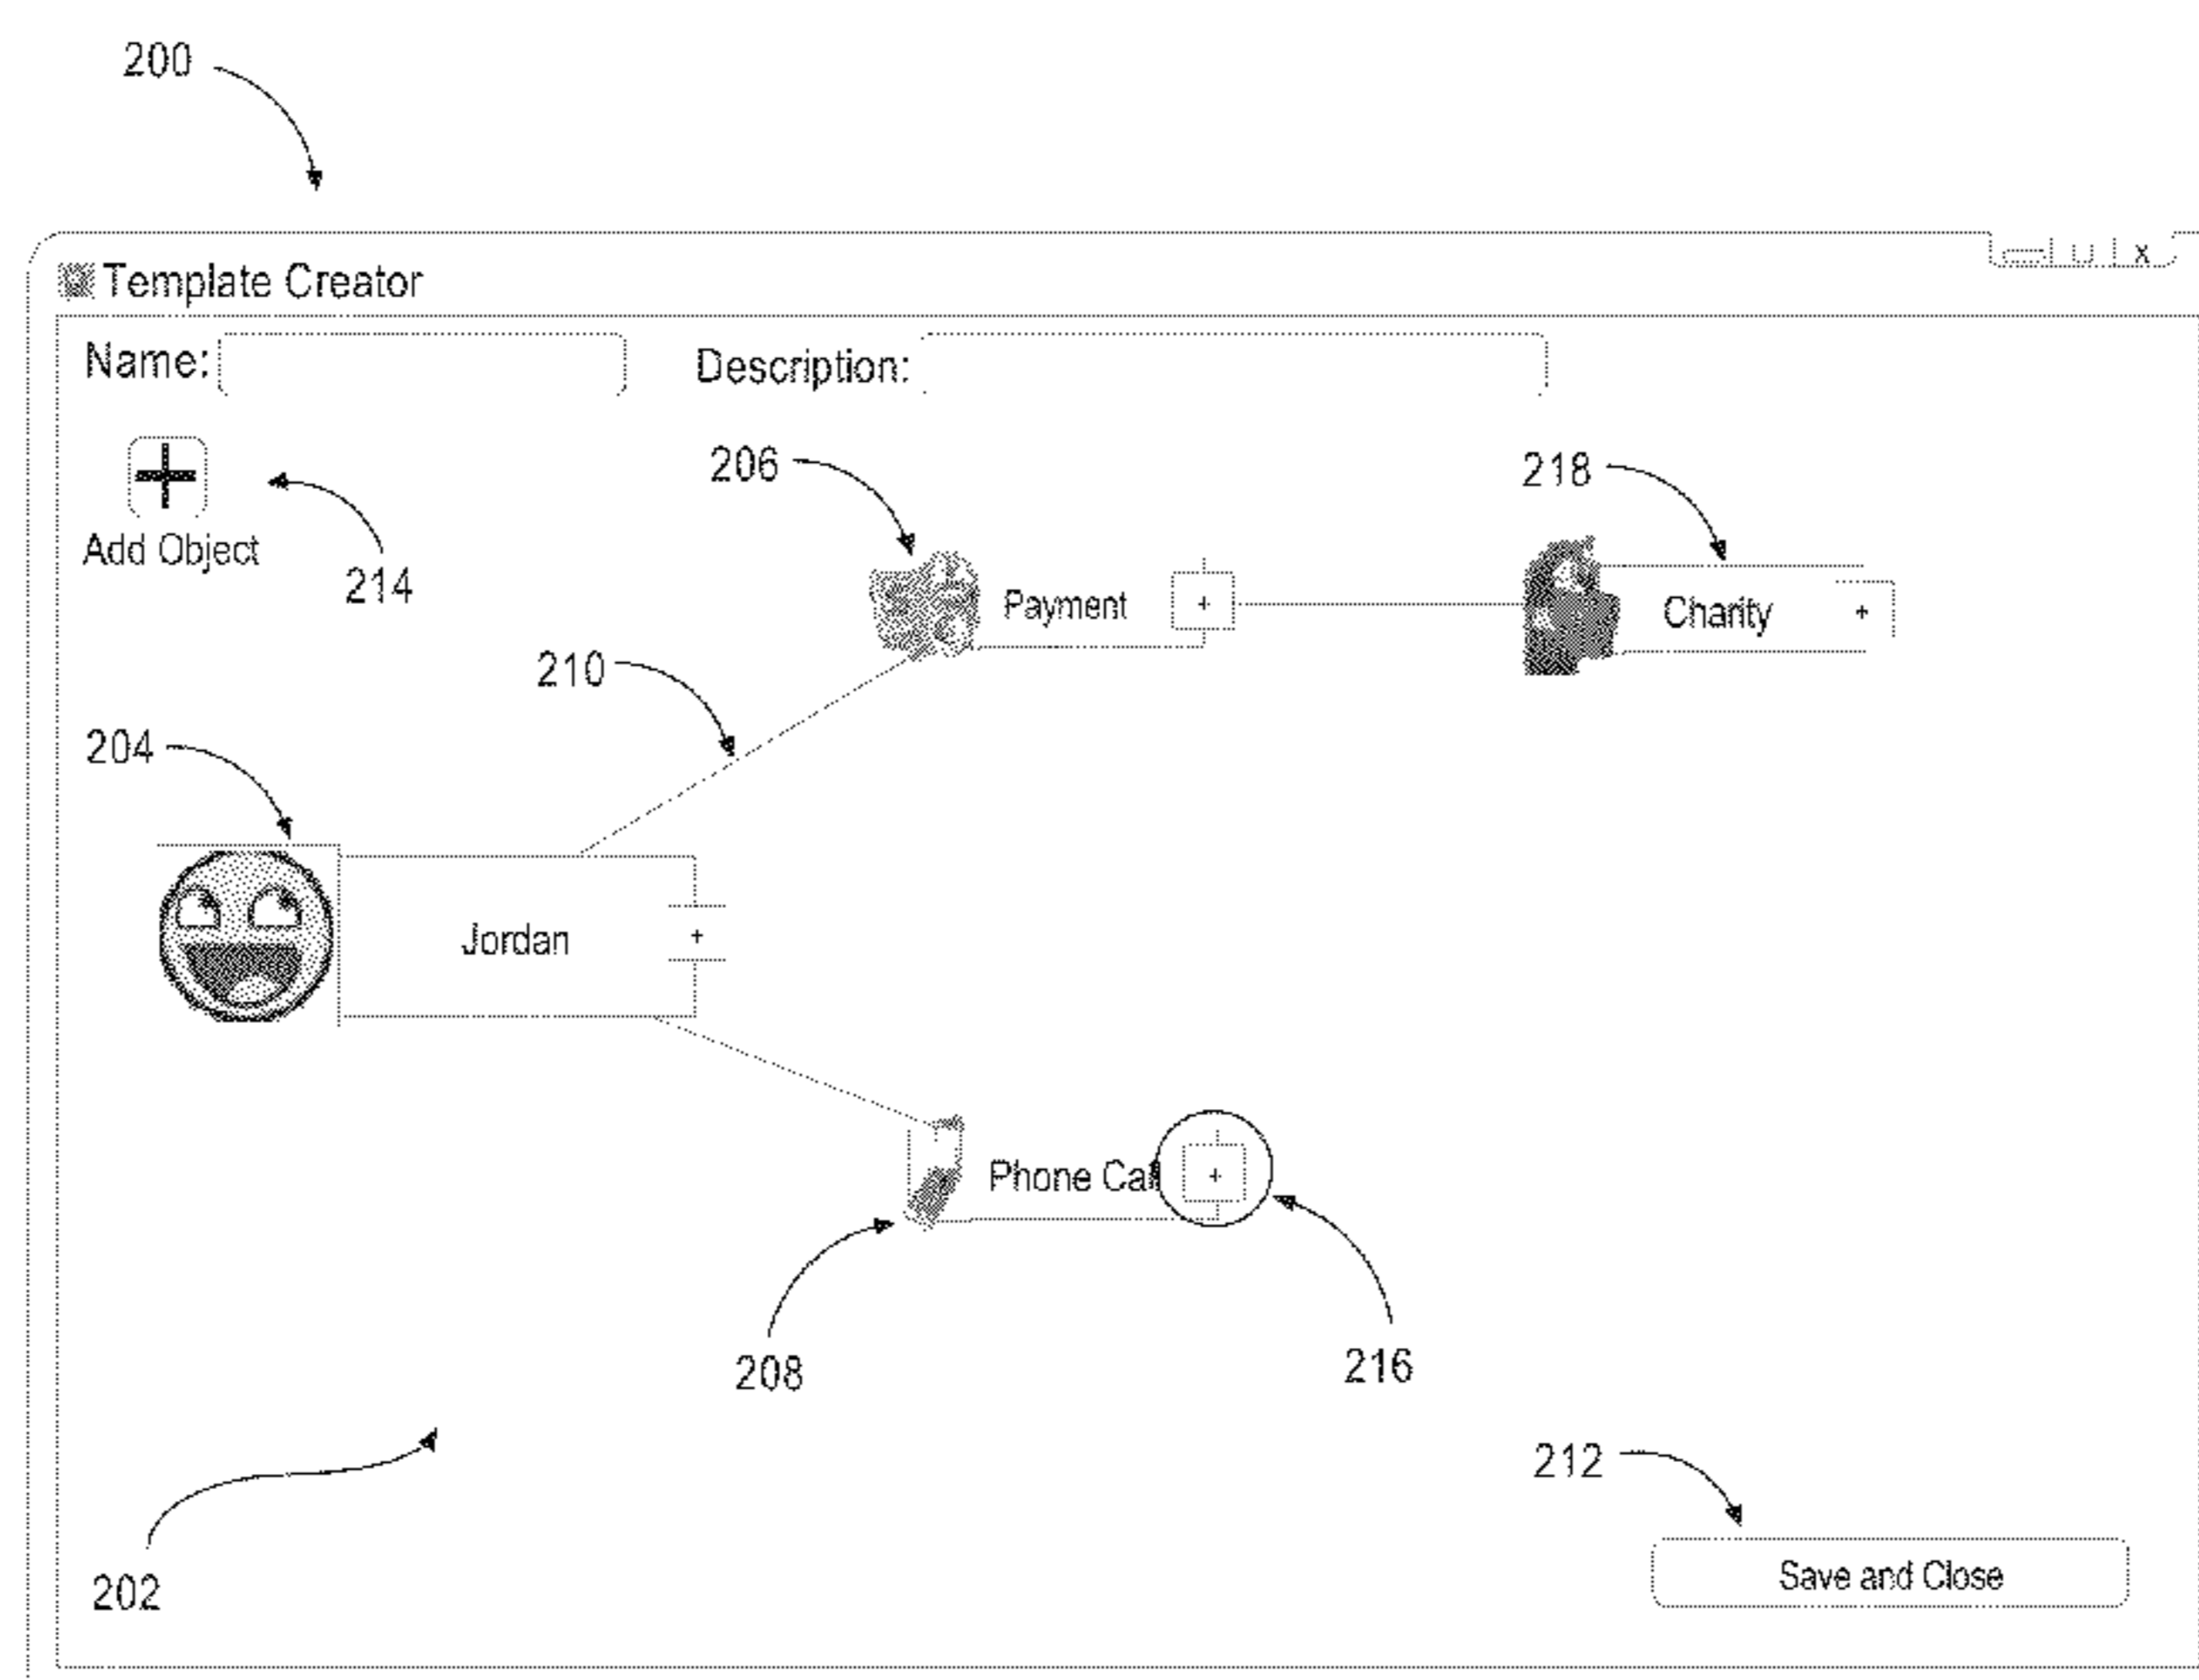 200
Template Creator
x
Name:
Description:
+
Add Object
214
206
218
Payment +
Charity +
210
204
Jordan +
Phone Call +
208
216
202
212
Save and Close